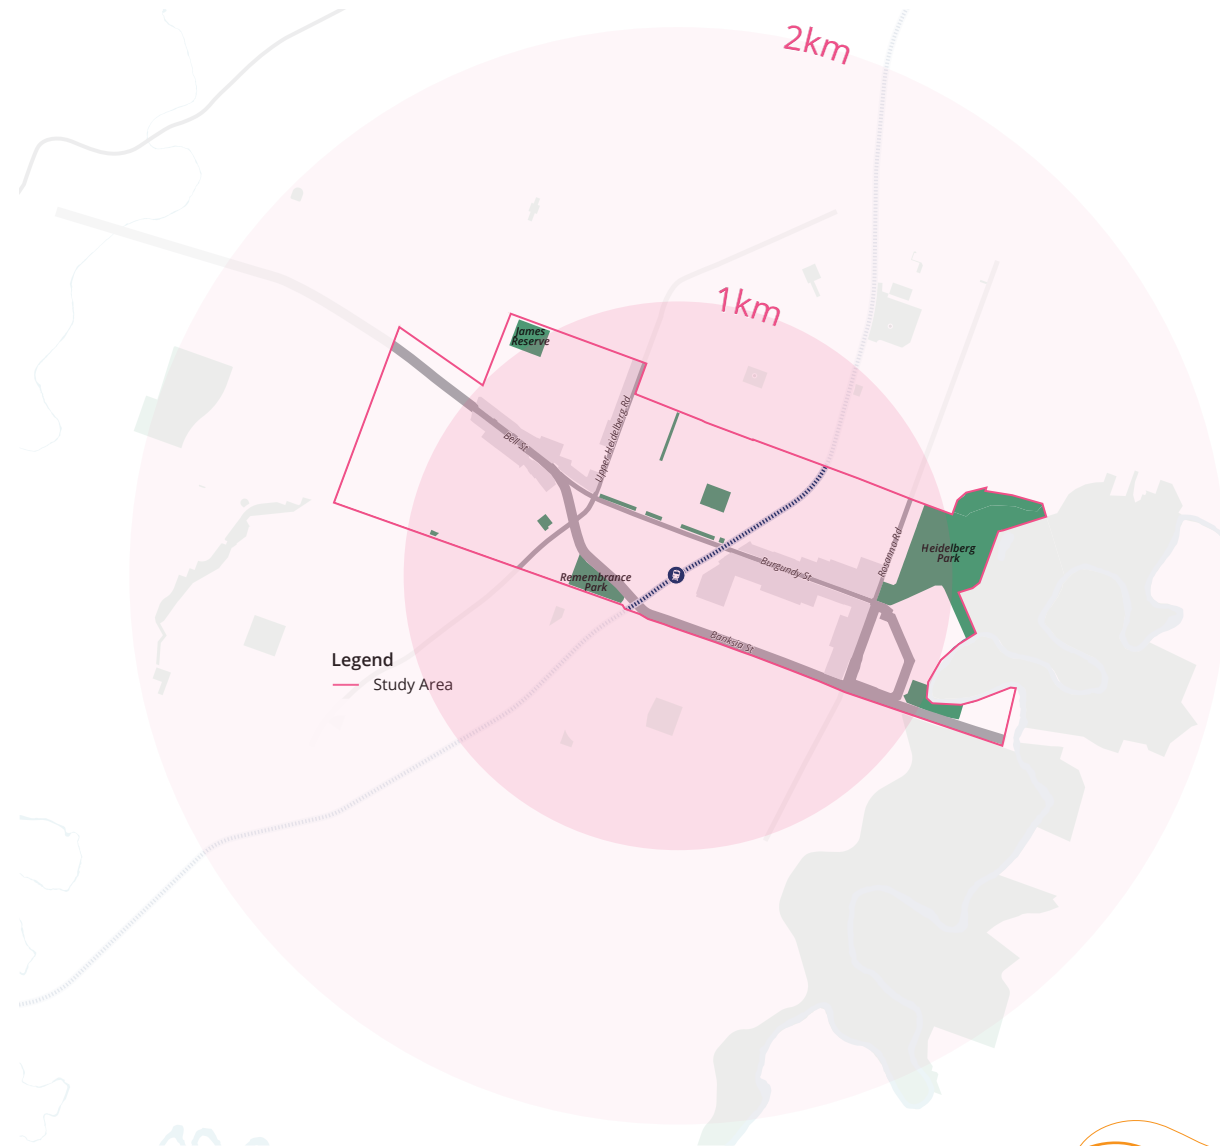 2km
1km
James
Reserve
Upper Heidelberg Rd
Bell St
Rosanna Rd
Heidelberg
Park
Burgundy St
Remembrance
Park
Banksia St
Legend
Study Area